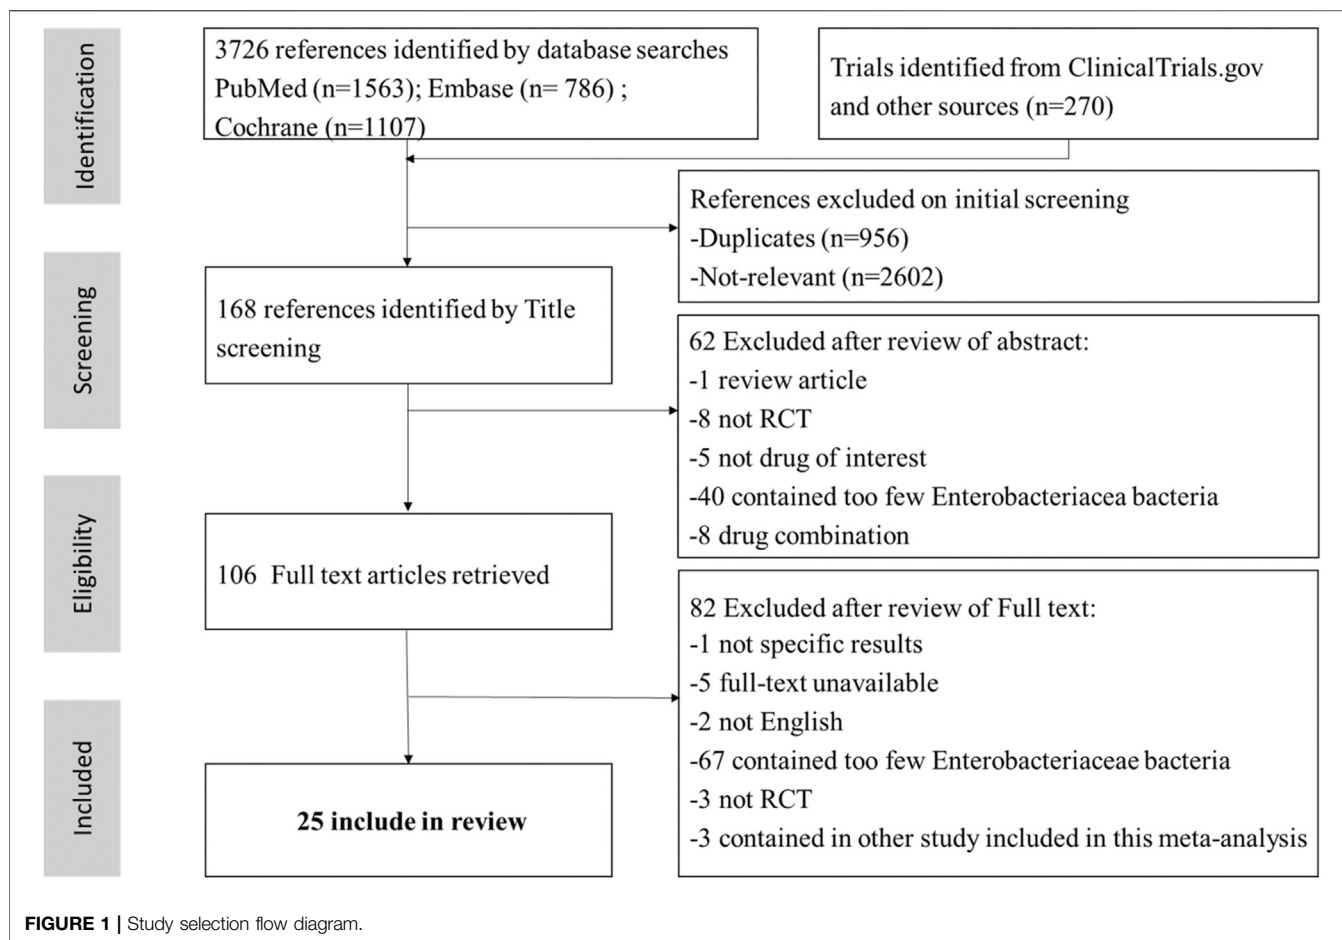 Identification
3726 references identified by database searches
PubMed (n=1563); Embase (n= 786) ;
Cochrane (n=1107)
Trials identified from ClinicalTrials.gov
and other sources (n=270)
References excluded on initial screening
-Duplicates (n=956)
-Not-relevant (n=2602)
Screening
168 references identified by Title
screening
62 Excluded after review of abstract:
-1 review article
-8 not RCT
-5 not drug of interest
-40 contained too few Enterobacteriacea bacteria
-8 drug combination
Eligibility
106 Full text articles retrieved
82 Excluded after review of Full text:
-1 not specific results
-5 full-text unavailable
-2 not English
-67 contained too few Enterobacteriaceae bacteria
-3 not RCT
-3 contained in other study included in this meta-analysis
Included
25 include in review
FIGURE 1 | Study selection flow diagram.